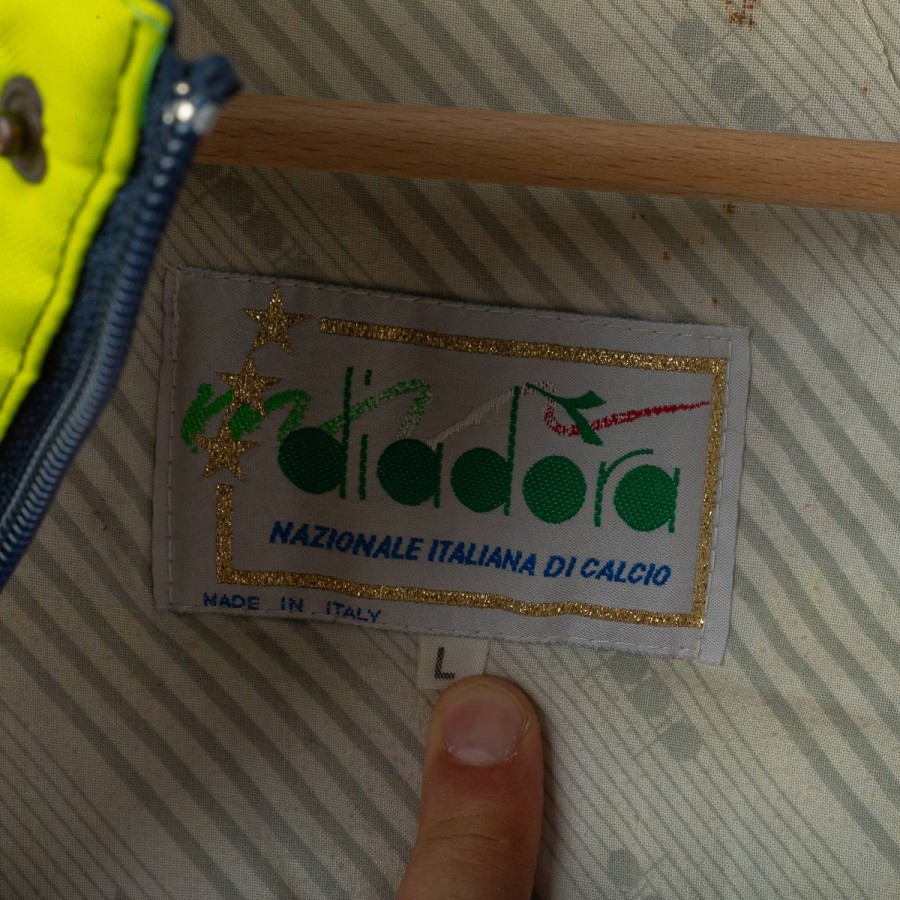 diadora
NAZIONALE ITALIANA DI CALCIO
MADE IN ITALY
L